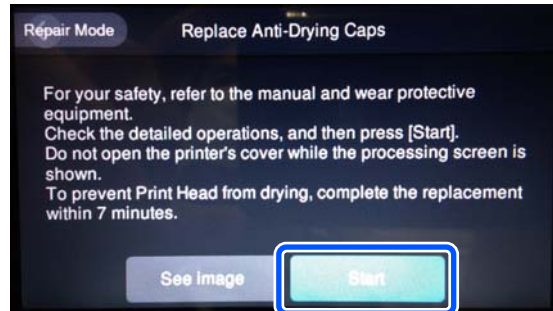 Repair Mode
Replace Anti-Drying Caps
For your safety, refer to the manual and wear protective
equipment.
Check the detailed operations, and then press [Start].
Do not open the printer's cover while the processing screen is
shown.
To prevent Print Head from drying, complete the replacement
within 7 minutes.
See image
Start